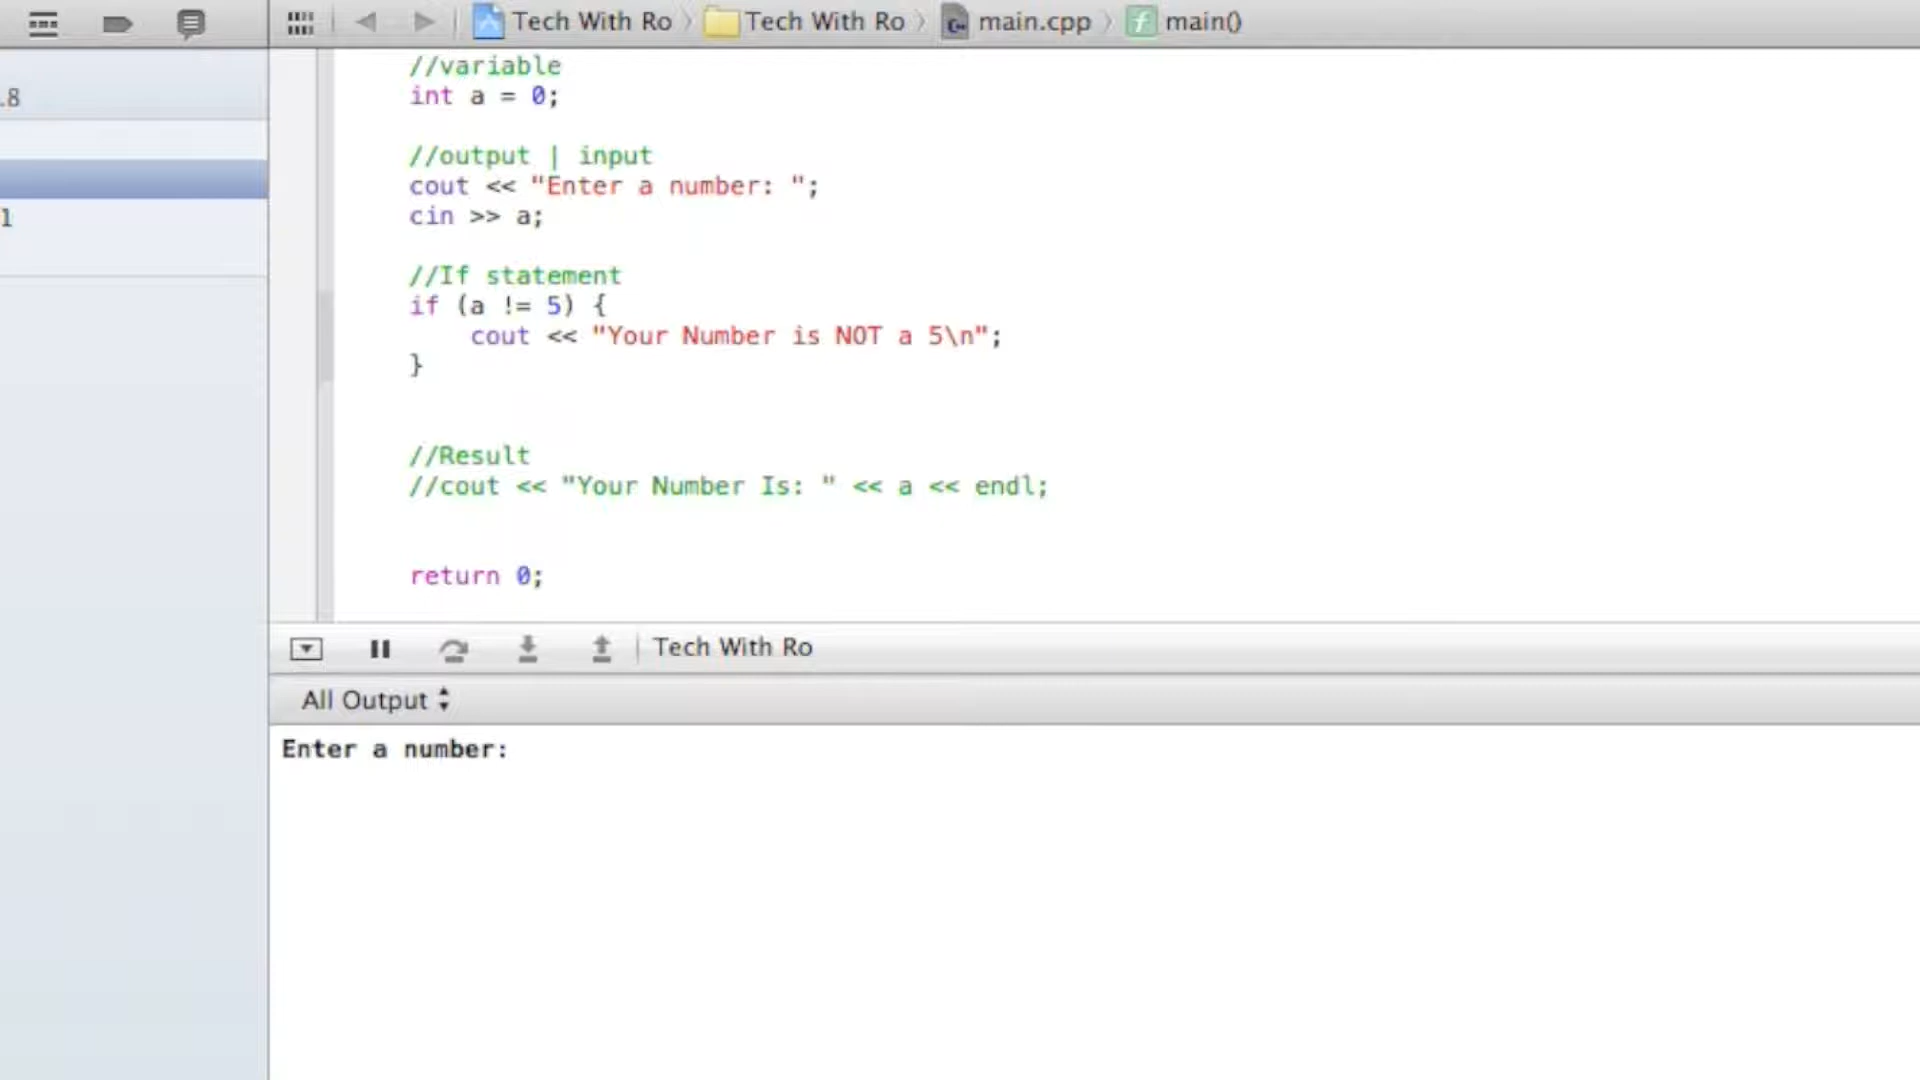 Tech With Ro Tech With Ro main.cpp main()
.8
1
//variable
int a = 0;
//output | input
cout << "Enter a number: ";
cin >> a;
//If statement
if (a != 5) {
cout << "Your Number is NOT a 5\n";
}
//Result
//cout << "Your Number Is: " << a << endl;
return 0;
Tech With Ro
All Output
Enter a number: